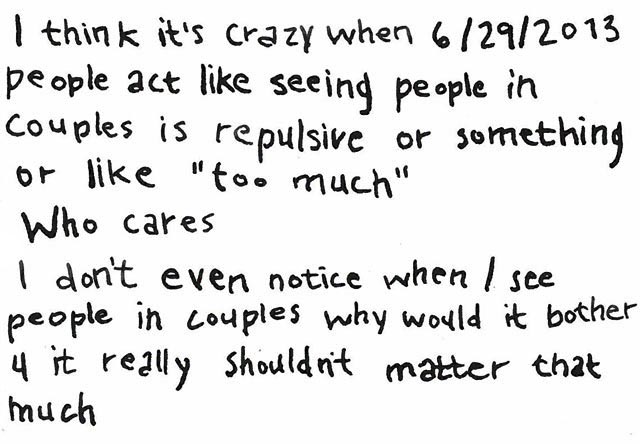 I think it's crazy when 6/29/2013
people act like seeing people in
couples is repulsive or something
or like "too much"
Who cares
I don't even notice when I see
people in couples why would it bother
u it really shouldn't matter that
much